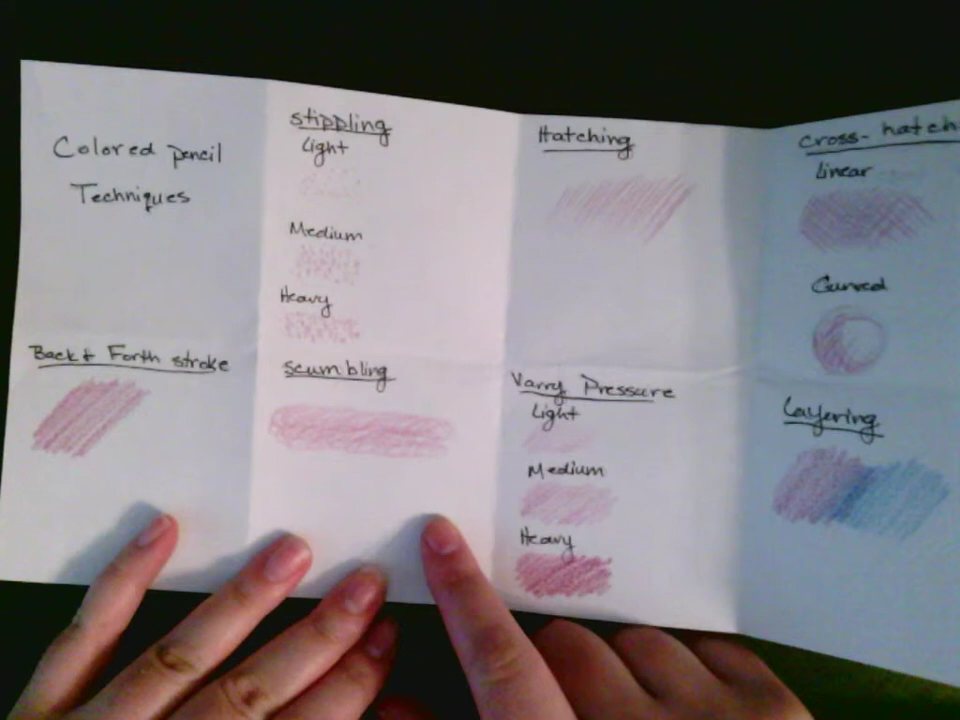 Colored pencil
Techniques
Stippling
Light
Medium
Heavy
Hatching
Cross-hatch
Linear
Curved
Back & Forth stroke
Scumbling
Varry Pressure
Light
Medium
Heavy
Layering